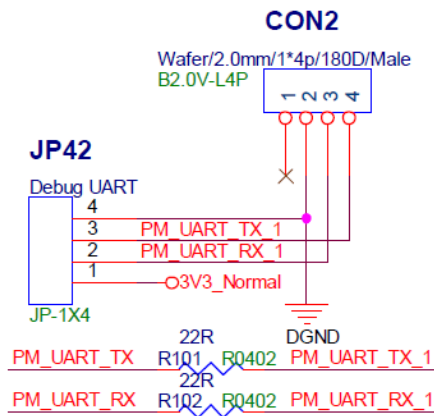 CON2
Wafer/2.0mm/1*4p/180D/Male
B2.0V-L4P
1 2 3 4
JP42
Debug UART
4
3 PM_UART_TX_1
2 PM_UART_RX_1
1 3V3_Normal
JP-1X4
DGND
22R
PM_UART_TX R101 R0402 PM_UART_TX_1
22R
PM_UART_RX R102 R0402 PM_UART_RX_1